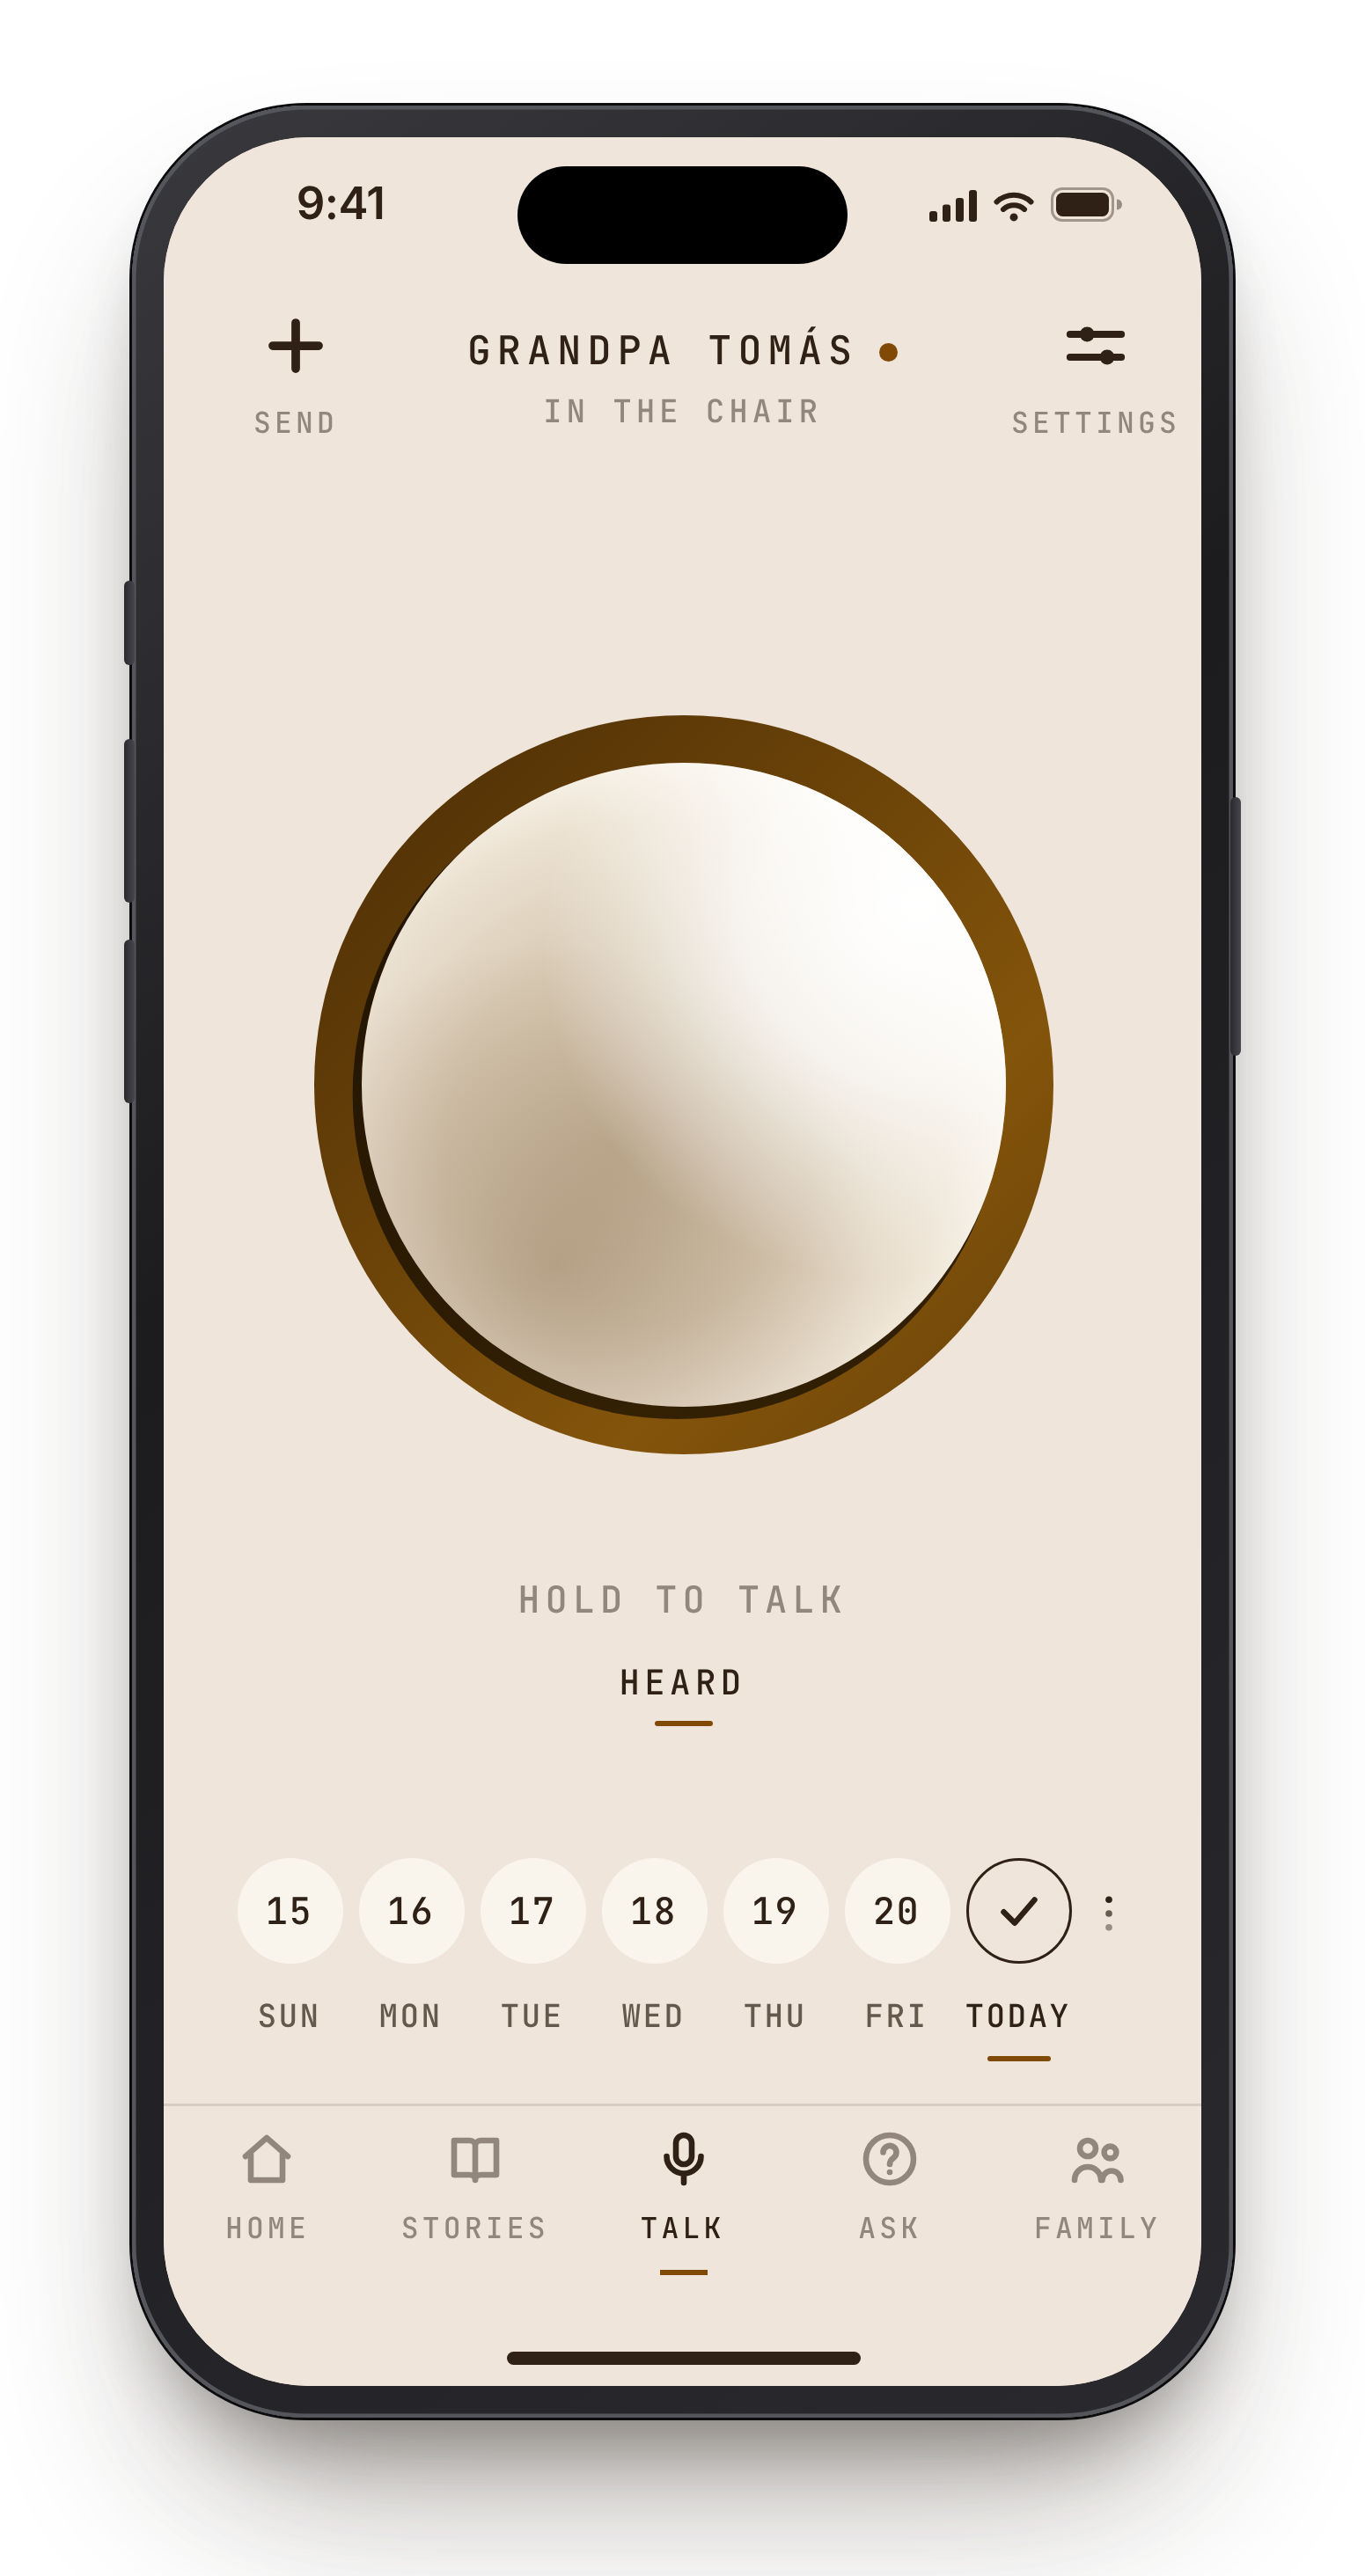 9:41
GRANDPA TOMÁS
IN THE CHAIR
SEND
SETTINGS
HOLD TO TALK
HEARD
15 16 17 18 19 20
SUN MON TUE WED THU FRI TODAY
HOME STORIES TALK ASK FAMILY